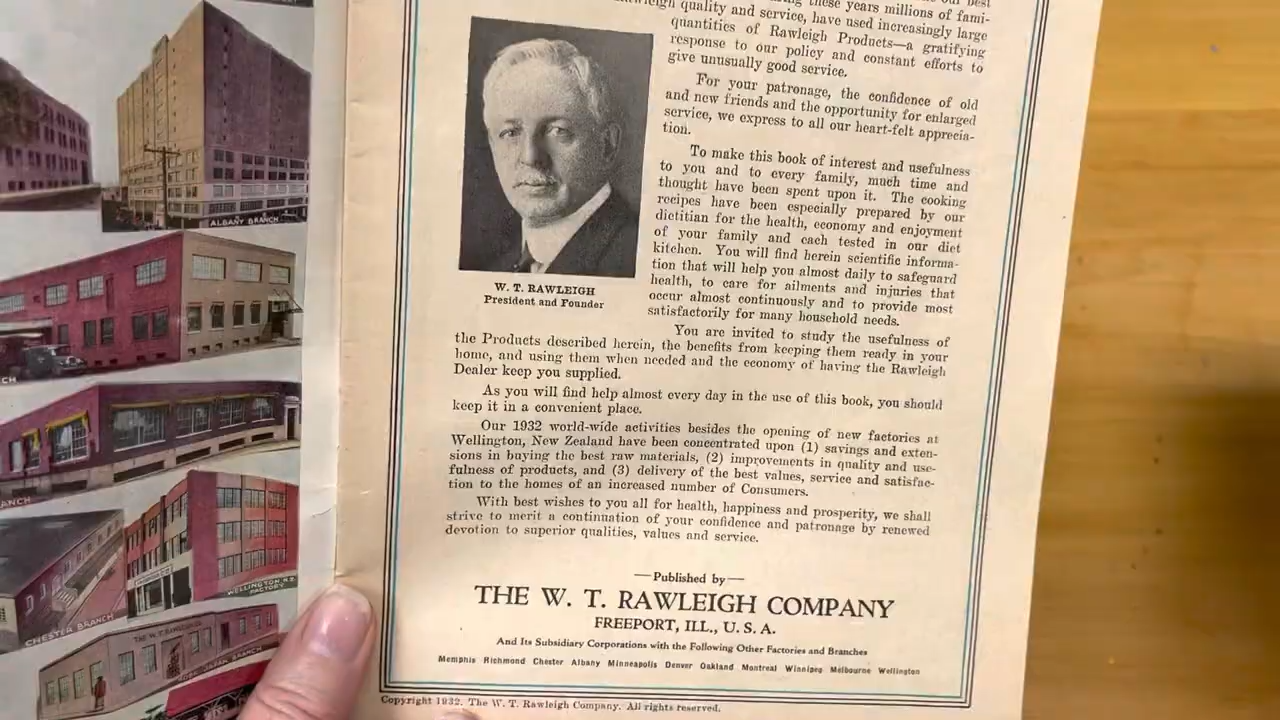 these years millions of fami-
quality and service, have used increasingly large
quantities of Rawleigh Products—a gratifying
response to our policy and constant efforts to
give unusually good service.
For your patronage, the confidence of old
and new friends and the opportunity for enlarged
service, we express to all our heart-felt apprecia-
tion.
To make this book of interest and usefulness
to you and to every family, much time and
thought have been spent upon it. The cooking
recipes have been especially prepared by our
dietitian for the health, economy and enjoyment
of your family and each tested in our diet
kitchen. You will find herein scientific informa-
tion that will help you almost daily to safeguard
health, to care for ailments and injuries that
occur almost continuously and to provide most
satisfactorily for many household needs.
W. T. RAWLEIGH
President and Founder
You are invited to study the usefulness of
the Products described herein, the benefits from keeping them ready in your
home, and using them when needed and the economy of having the Rawleigh
Dealer keep you supplied.
As you will find help almost every day in the use of this book, you should
keep it in a convenient place.
Our 1932 world-wide activities besides the opening of new factories at
Wellington, New Zealand have been concentrated upon (1) savings and exten-
sions in buying the best raw materials, (2) improvements in quality and use-
fulness of products, and (3) delivery of the best values, service and satisfac-
tion to the homes of an increased number of Consumers.
With best wishes to you all for health, happiness and prosperity, we shall
strive to merit a continuation of your confidence and patronage by renewed
devotion to superior qualities, values and service.
—Published by—
THE W. T. RAWLEIGH COMPANY
FREEPORT, ILL., U. S. A.
And Its Subsidiary Corporations with the Following Other Factories and Branches
Memphis Richmond Chester Albany Minneapolis Denver Oakland Montreal Winnipeg Melbourne Wellington
Copyright 1932. The W. T. Rawleigh Company. All rights reserved.
ALBANY BRANCH
WELLINGTON N.Z.
FACTORY
CHESTER BRANCH
THE W.T. RAWLEIGH
BRANCH